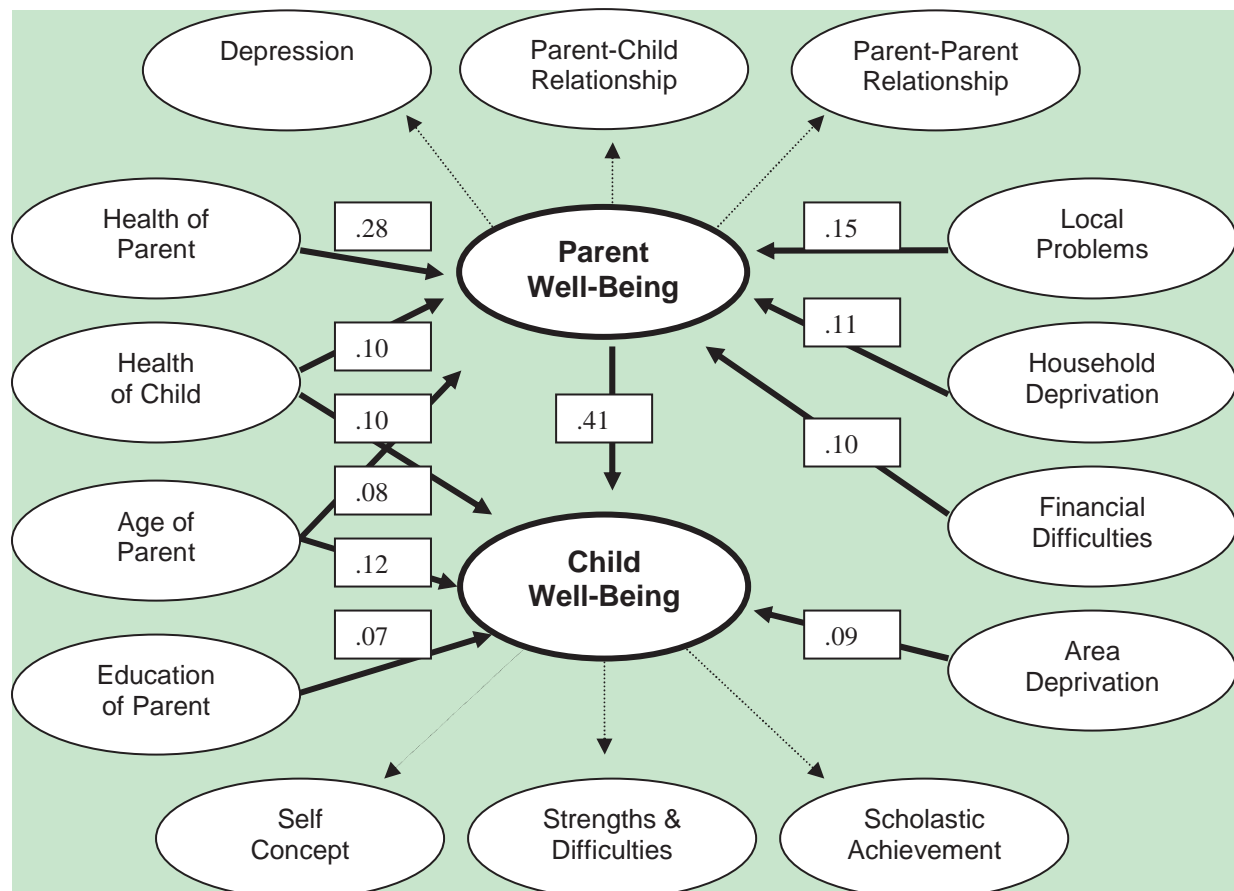 Depression
Parent-Child
Relationship
Parent-Parent
Relationship
Health of
Parent
.28
Parent
Well-Being
.15
Local
Problems
.10
.11
Health
of Child
Household
Deprivation
.10
.41
.10
.08
Age of
Parent
Financial
Difficulties
.12
Child
Well-Being
.07
.09
Education
of Parent
Area
Deprivation
Self
Concept
Strengths &
Difficulties
Scholastic
Achievement